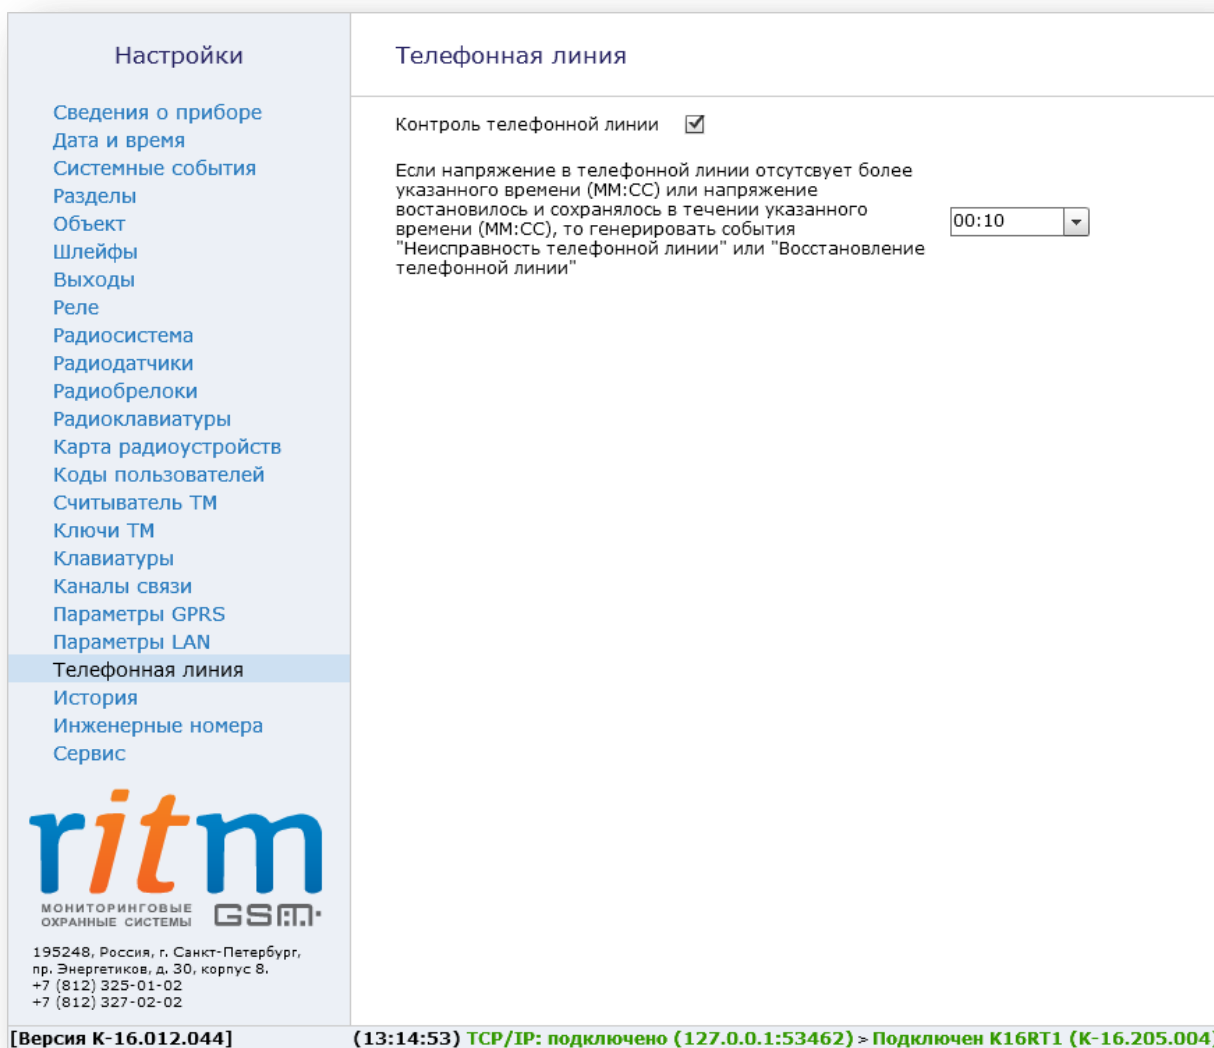 Настройки
Сведения о приборе
Дата и время
Системные события
Разделы
Объект
Шлейфы
Выходы
Реле
Радиосистема
Радиодатчики
Радиобрелоки
Радиоклавиатуры
Карта радиоустройств
Коды пользователей
Считыватель ТМ
Ключи ТМ
Клавиатуры
Каналы связи
Параметры GPRS
Параметры LAN
Телефонная линия
История
Инженерные номера
Сервис
ritm
МОНИТОРИНГОВЫЕ
ОХРАННЫЕ СИСТЕМЫ
GSM
195248, Россия, г. Санкт-Петербург,
пр. Энергетиков, д. 30, корпус 8.
+7 (812) 325-01-02
+7 (812) 327-02-02
Телефонная линия
Контроль телефонной линии
Если напряжение в телефонной линии отсутсвует более
указанного времени (ММ:СС) или напряжение
востановилось и сохранялось в течении указанного
времени (ММ:СС), то генерировать события
"Неисправность телефонной линии" или "Восстановление
телефонной линии"
00:10
[Версия К-16.012.044]
(13:14:53) TCP/IP: подключено (127.0.0.1:53462) > Подключен K16RT1 (K-16.205.004)